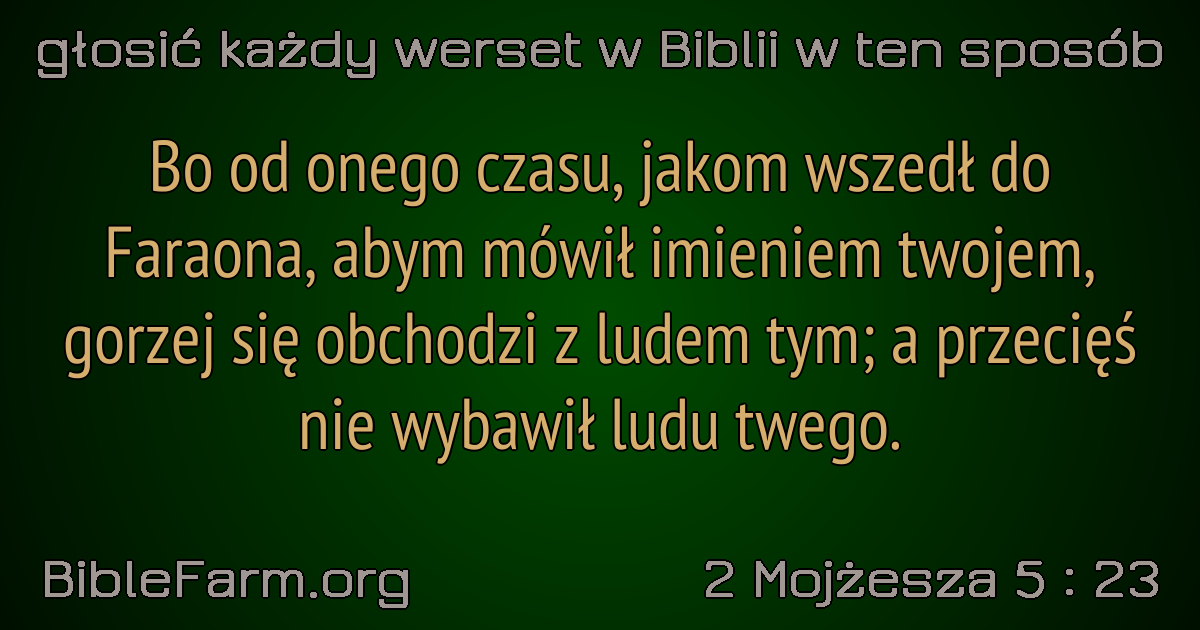 głosić każdy werset w Biblii w ten sposób
Bo od onego czasu, jakom wszedł do
Faraona, abym mówił imieniem twojem,
gorzej się obchodzi z ludem tym; a przecięś
nie wybawił ludu twego.
BibleFarm.org
2 Mojżesza 5 : 23